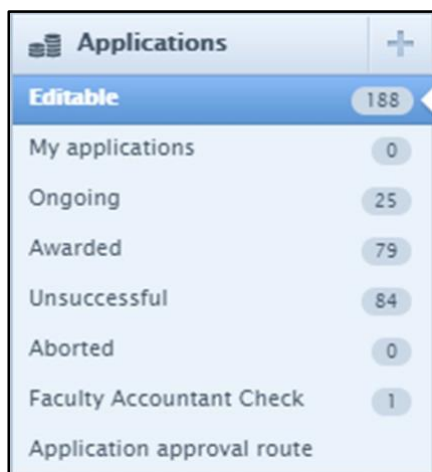 Applications
Editable 188
My applications 0
Ongoing 25
Awarded 79
Unsuccessful 84
Aborted 0
Faculty Accountant Check 1
Application approval route